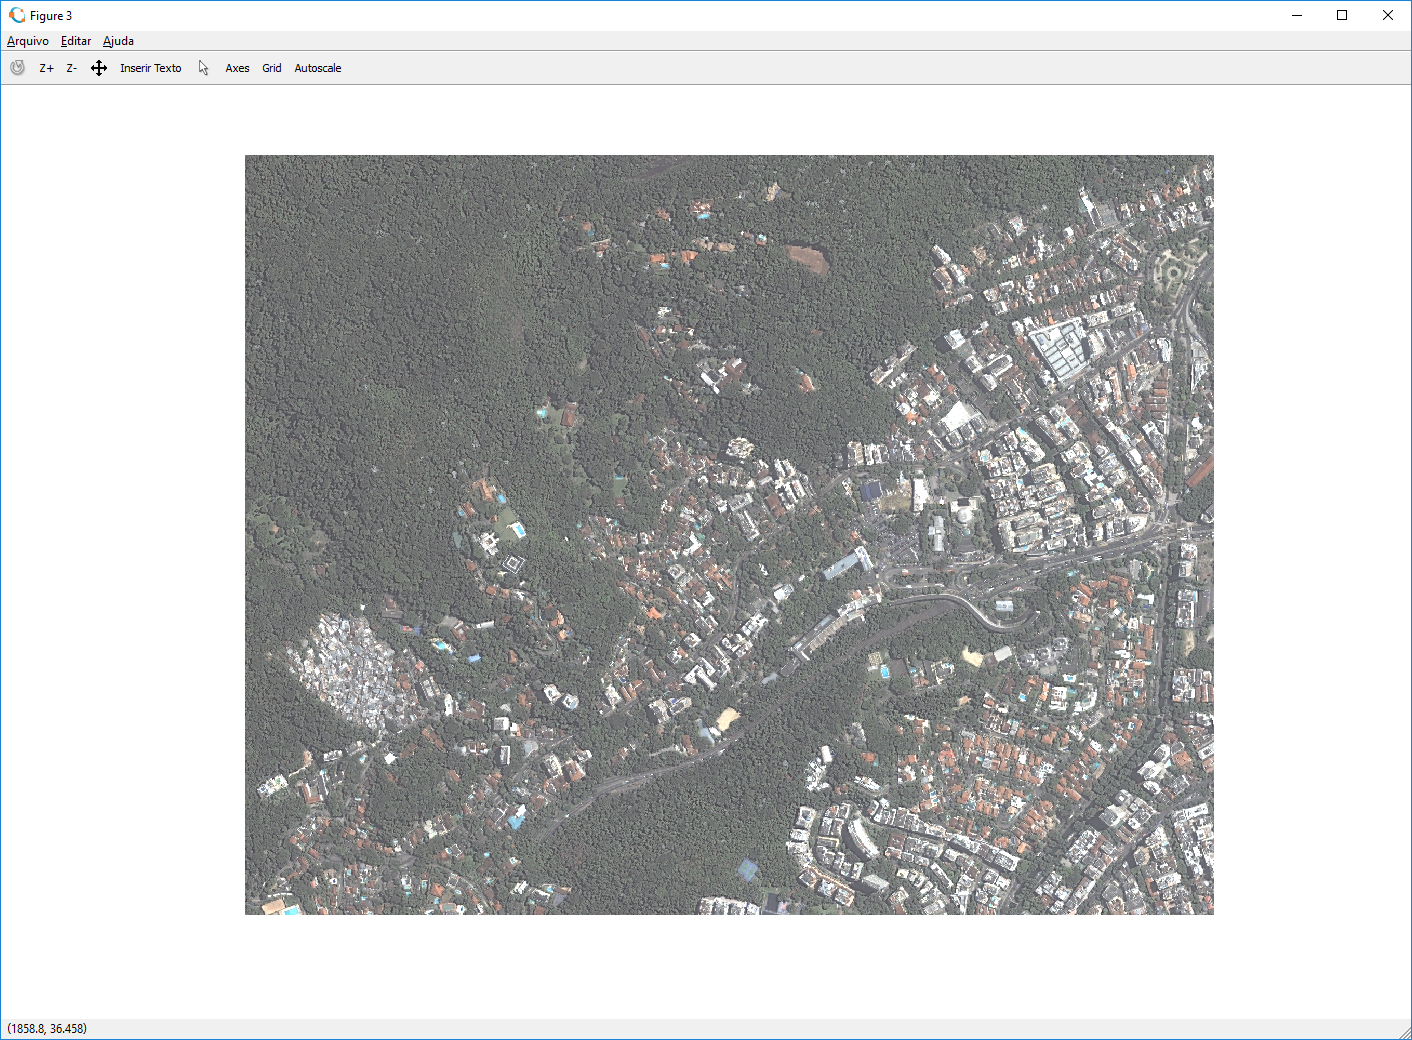 Figure 3
Arquivo Editar Ajuda
Z+ Z- Inserir Texto Axes Grid Autoscale
(1858.8, 36.458)